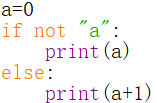 a=0
if not "a":
    print(a)
else:
    print(a+1)